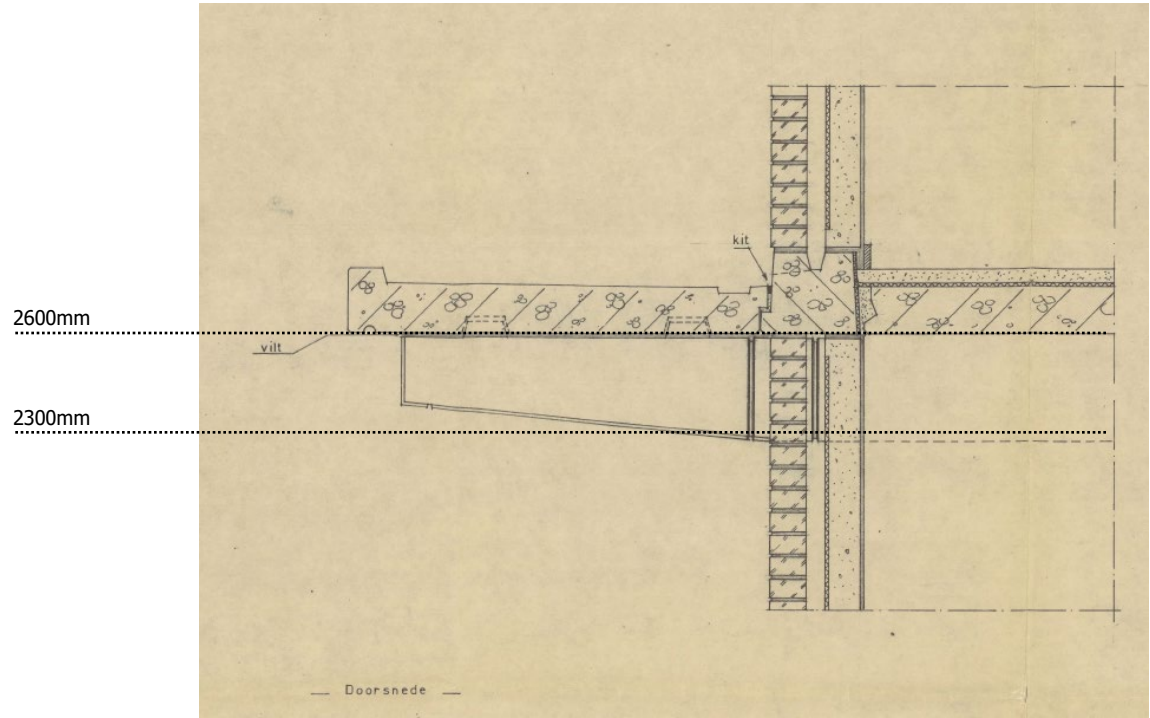 kit
2600mm
vilt
2300mm
— Doorsnede —